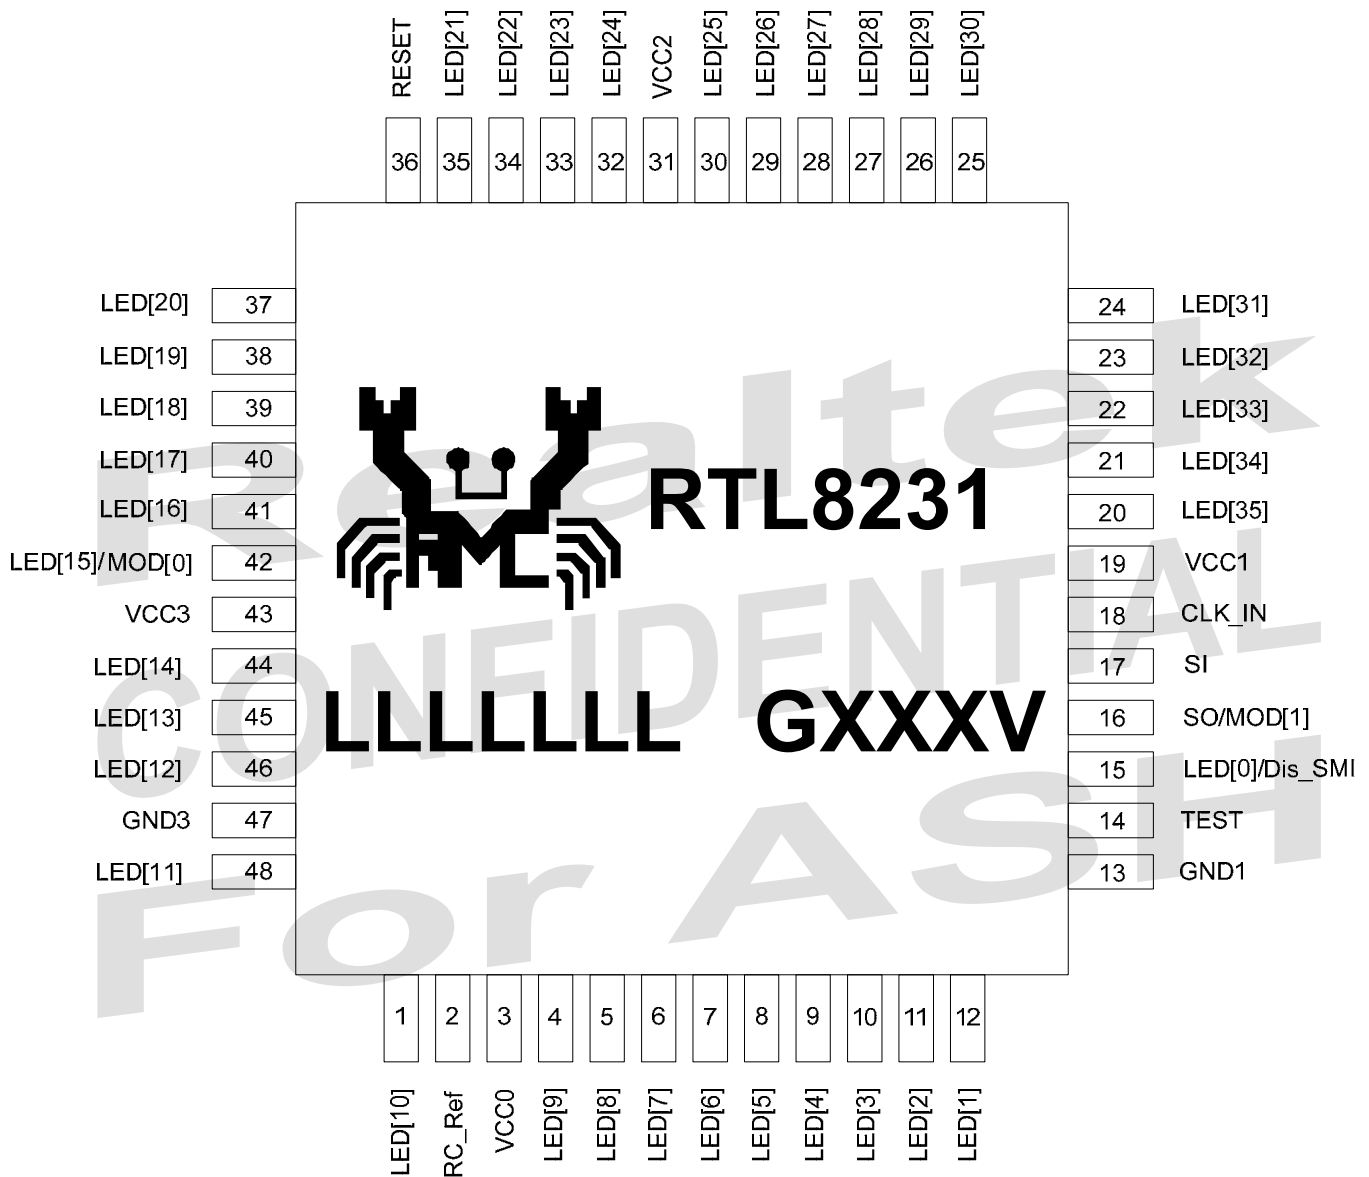 RESET LED[21] LED[22] LED[23] LED[24] VCC2 LED[25] LED[26] LED[27] LED[28] LED[29] LED[30]
36 35 34 33 32 31 30 29 28 27 26 25
LED[20] 37 24 LED[31]
LED[19] 38 23 LED[32]
LED[18] 39 22 LED[33]
LED[17] 40 21 LED[34]
RTL8231
LED[16] 41 20 LED[35]
LED[15]/MOD[0] 42 19 VCC1
VCC3 43 18 CLK_IN
LED[14] 44 17 SI
LED[13] 45 16 SO/MOD[1]
LLLLLLL GXXXV
LED[12] 46 15 LED[0]/Dis_SMI
GND3 47 14 TEST
LED[11] 48 13 GND1
1 2 3 4 5 6 7 8 9 10 11 12
LED[10] RC_Ref VCC0 LED[9] LED[8] LED[7] LED[6] LED[5] LED[4] LED[3] LED[2] LED[1]
Realtek
CONFIDENTIAL
For ASH